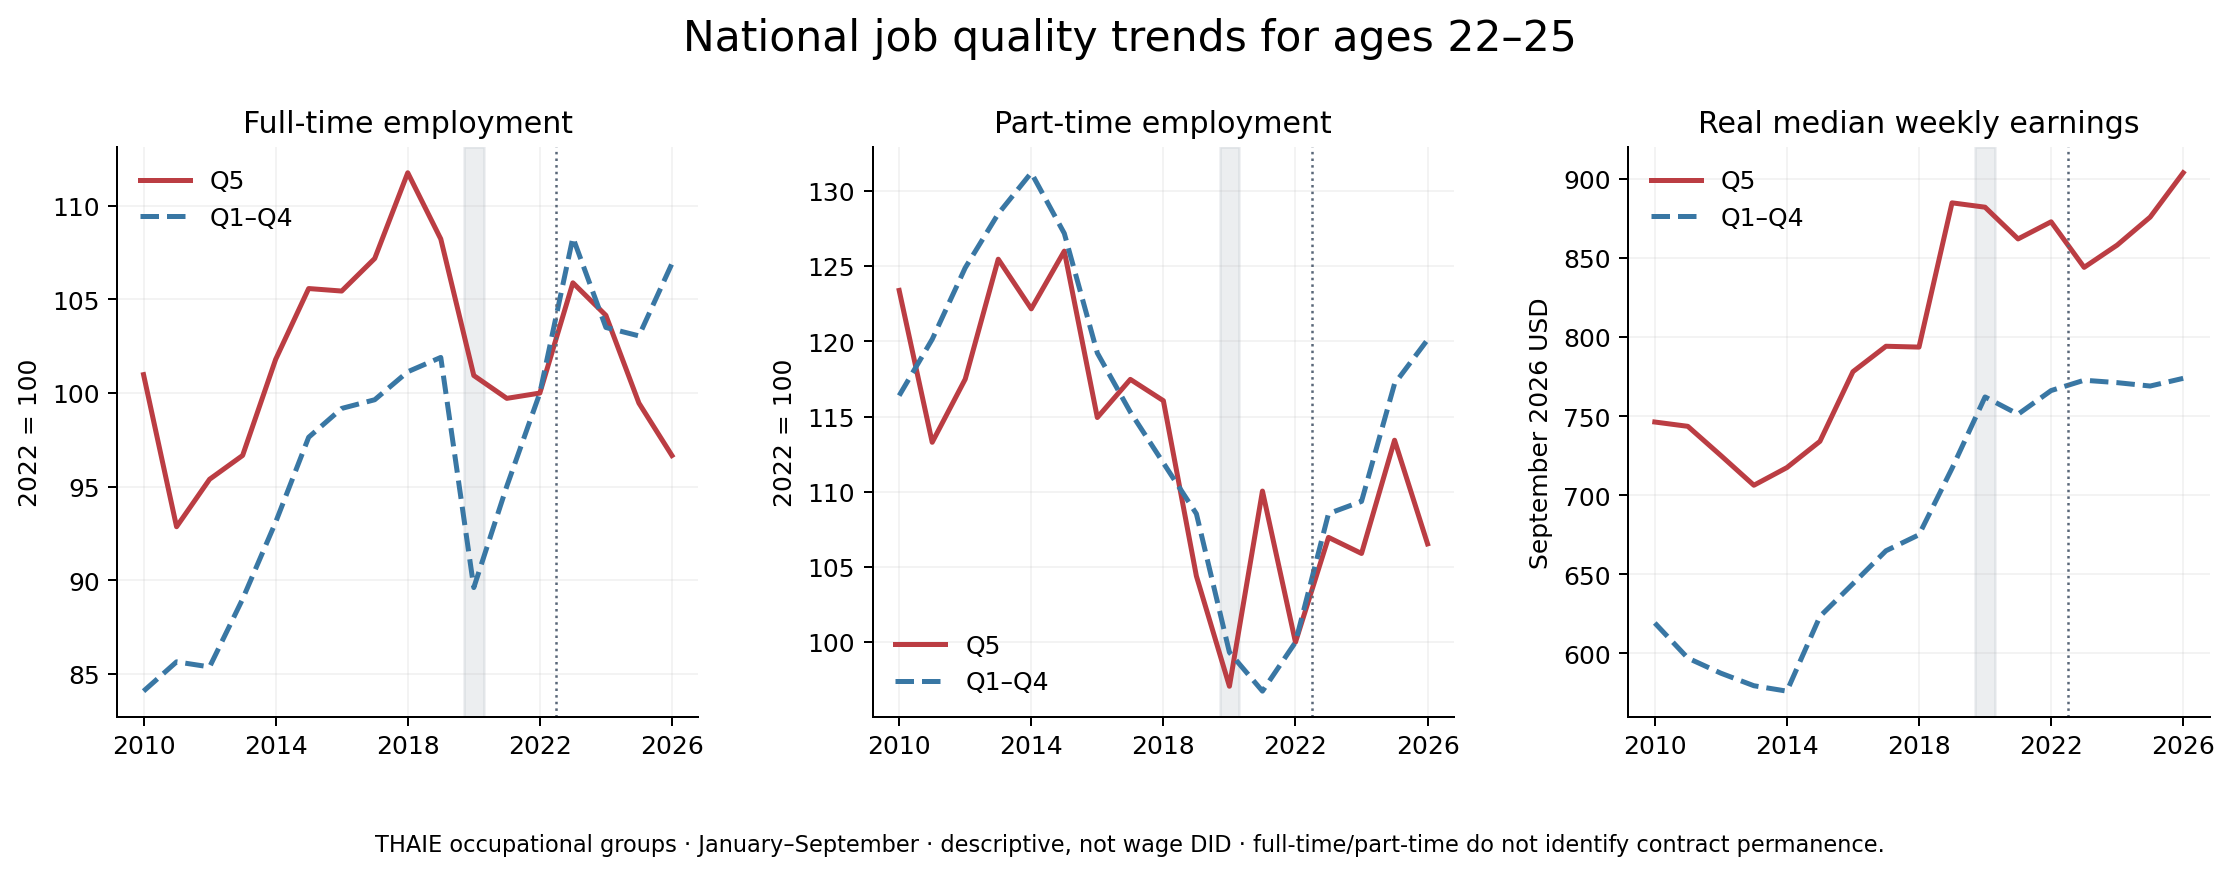 National job quality trends for ages 22–25
Full-time employment
2022 = 100
110
105
100
95
90
85
Q5
Q1–Q4
2010
2014
2018
2022
2026
Part-time employment
2022 = 100
130
125
120
115
110
105
100
Q5
Q1–Q4
2010
2014
2018
2022
2026
Real median weekly earnings
September 2026 USD
900
850
800
750
700
650
600
Q5
Q1–Q4
2010
2014
2018
2022
2026
THAIE occupational groups · January–September · descriptive, not wage DID · full-time/part-time do not identify contract permanence.